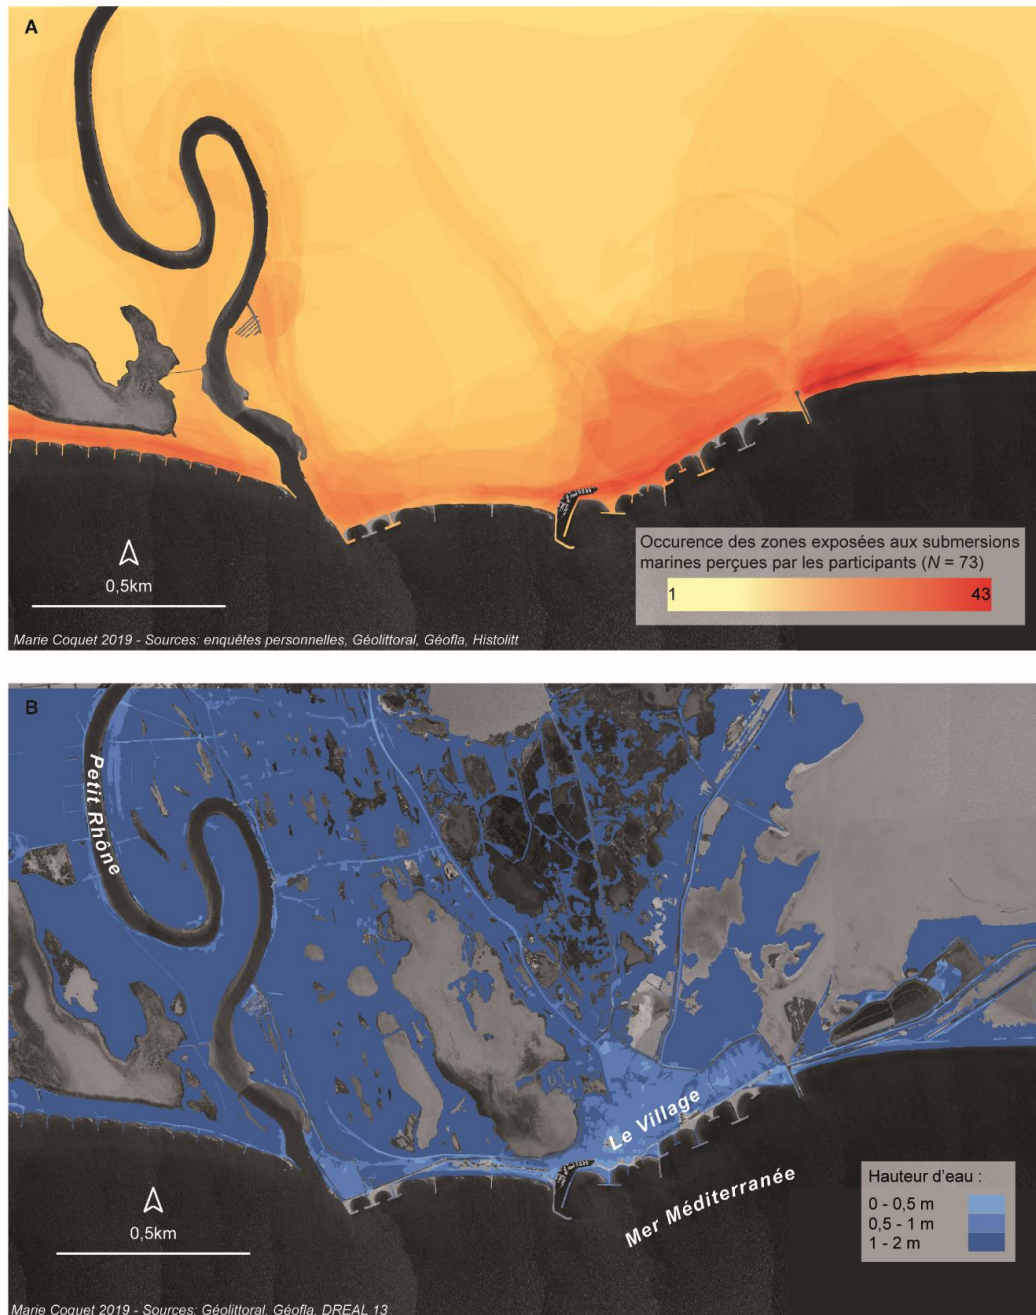 A
Occurence des zones exposées aux submersions
marines perçues par les participants (N = 73)
1 43
0,5km
Marie Coquet 2019 - Sources: enquêtes personnelles, Géolittoral, Géofla, Histolitt
B
Petit Rhône
Le Village
Mer Méditerranée
Hauteur d'eau :
0 - 0,5 m
0,5 - 1 m
1 - 2 m
0,5km
Marie Coquet 2019 - Sources: Géolittoral, Géofla, DREAL 13